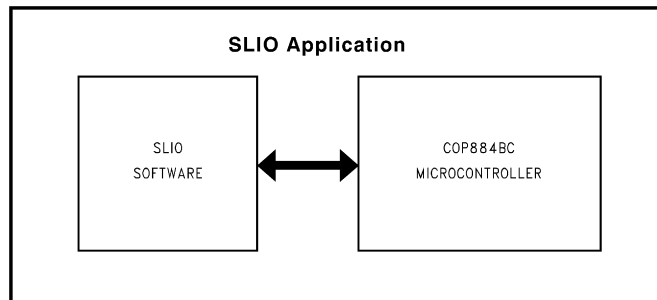 SLIO Application
SLIO
SOFTWARE
COP884BC
MICROCONTROLLER